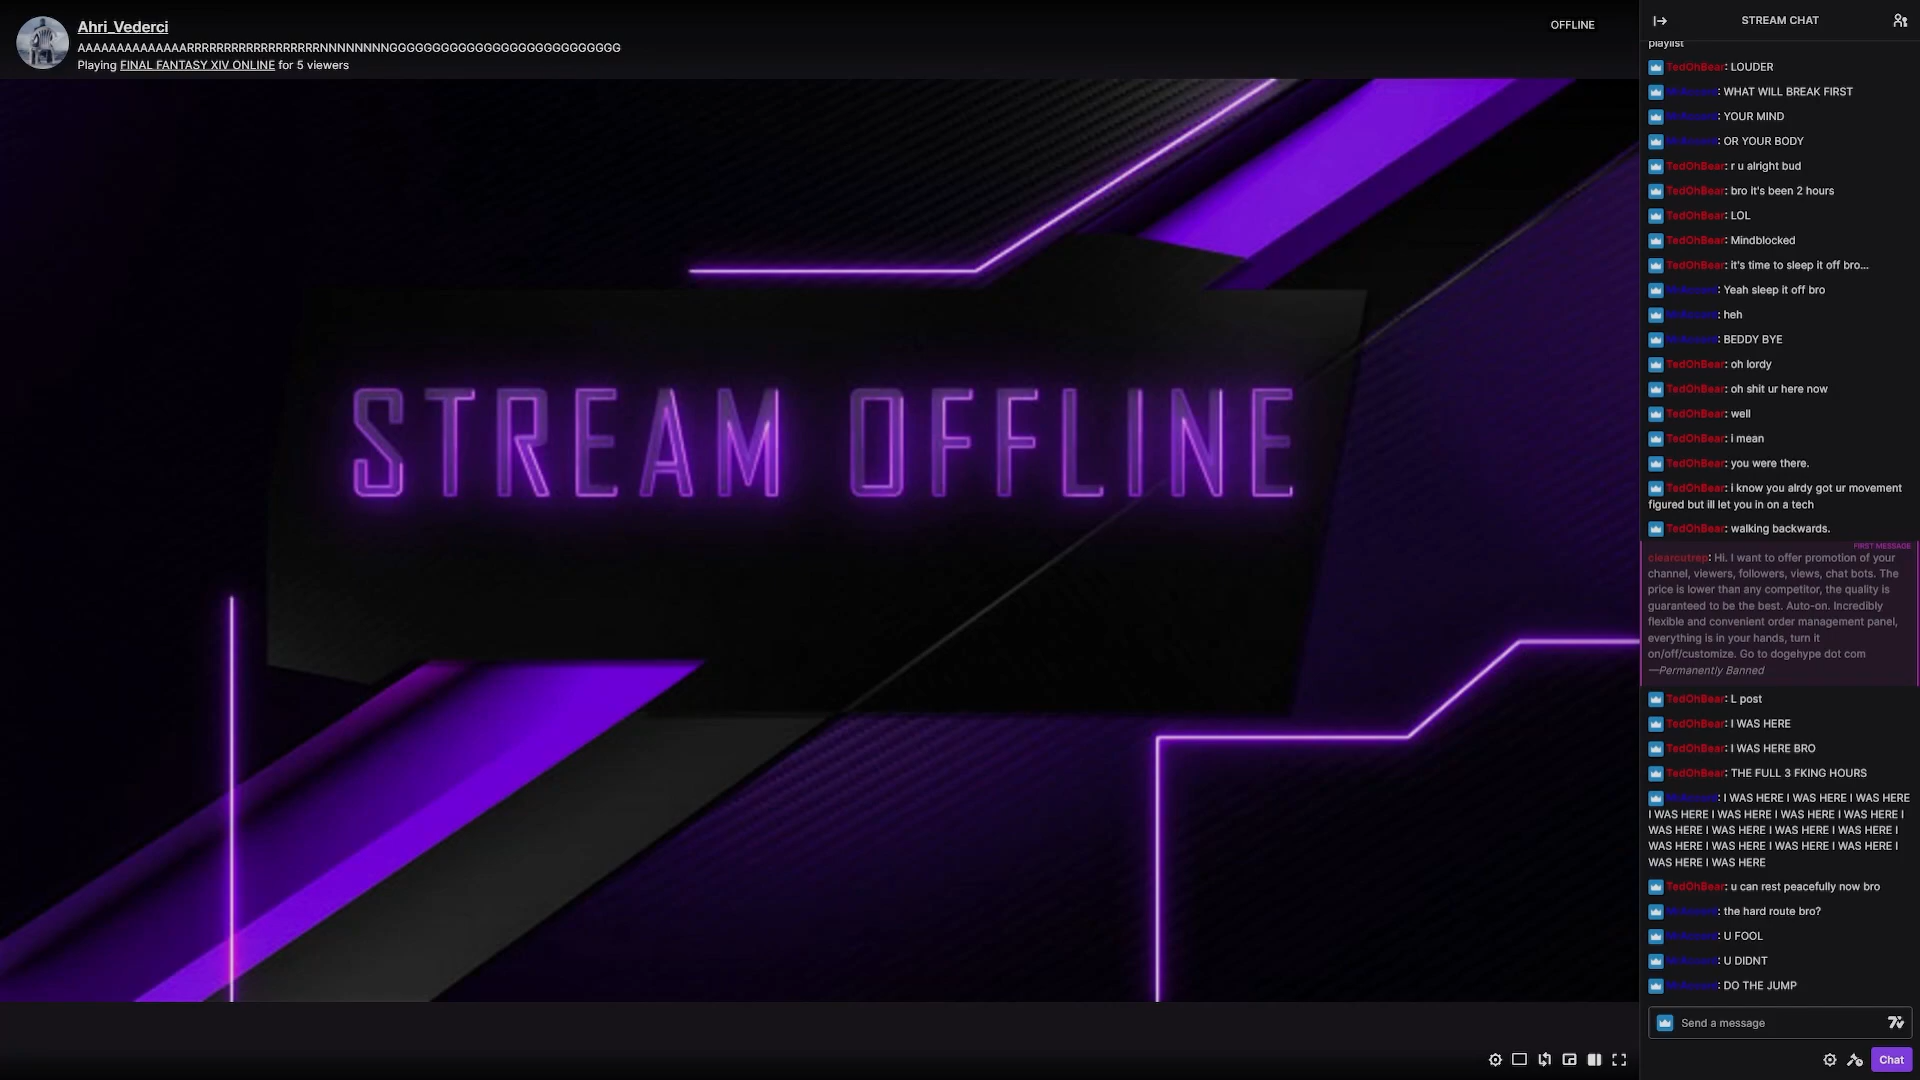 Ahri_Vederci
AAAAAAAAAAAAAARRRRRRRRRRRRRRRRRRNNNNNNNNGGGGGGGGGGGGGGGGGGGGGGGGGGG
Playing FINAL FANTASY XIV ONLINE for 5 viewers
OFFLINE
STREAM OFFLINE
STREAM CHAT
playlist
TedOhBear: LOUDER
: WHAT WILL BREAK FIRST
: YOUR MIND
: OR YOUR BODY
TedOhBear: r u alright bud
TedOhBear: bro it's been 2 hours
TedOhBear: LOL
TedOhBear: Mindblocked
TedOhBear: it's time to sleep it off bro...
: Yeah sleep it off bro
: heh
: BEDDY BYE
TedOhBear: oh lordy
TedOhBear: oh shit ur here now
TedOhBear: well
TedOhBear: i mean
TedOhBear: you were there.
TedOhBear: i know you alrdy got ur movement
figured but ill let you in on a tech
TedOhBear: walking backwards.
FIRST MESSAGE
clearcutrep: Hi. I want to offer promotion of your
channel, viewers, followers, views, chat bots. The
price is lower than any competitor, the quality is
guaranteed to be the best. Auto-on. Incredibly
flexible and convenient order management panel,
everything is in your hands, turn it
on/off/customize. Go to dogehype dot com
—Permanently Banned
TedOhBear: L post
TedOhBear: I WAS HERE
TedOhBear: I WAS HERE BRO
TedOhBear: THE FULL 3 FKING HOURS
: I WAS HERE I WAS HERE I WAS HERE
I WAS HERE I WAS HERE I WAS HERE I WAS HERE I
WAS HERE I WAS HERE I WAS HERE I WAS HERE I
WAS HERE I WAS HERE I WAS HERE I WAS HERE I
WAS HERE I WAS HERE
TedOhBear: u can rest peacefully now bro
: the hard route bro?
: U FOOL
: U DIDNT
: DO THE JUMP
Send a message
Chat